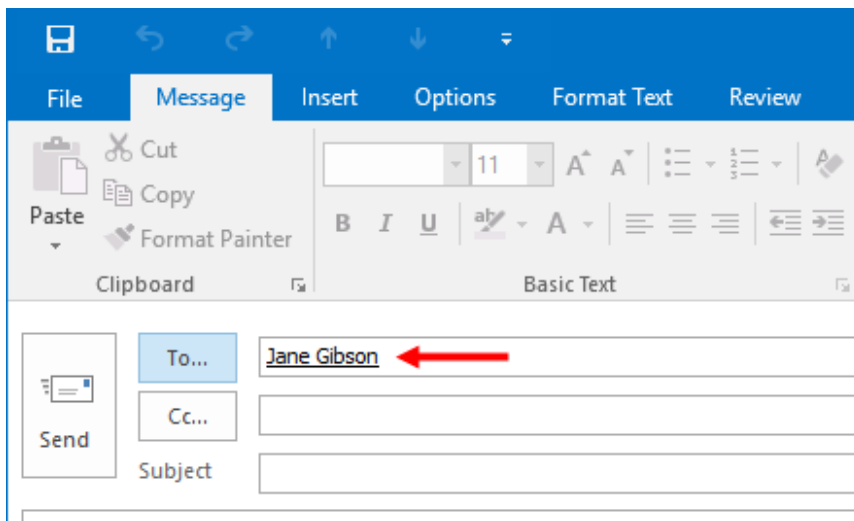 File Message Insert Options Format Text Review
Cut
11 A A
Copy
Paste
B I U aby A
Format Painter
Clipboard Basic Text
To... Jane Gibson
Cc...
Send
Subject